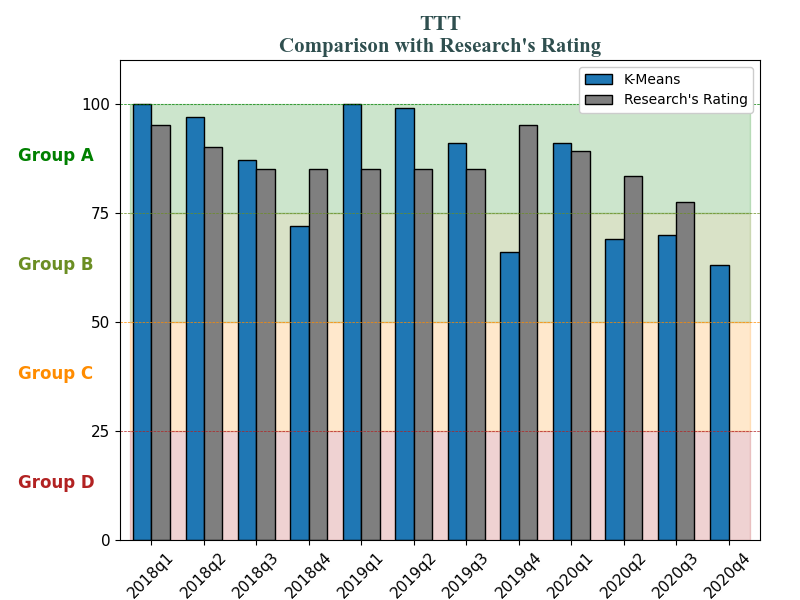 TTT
Comparison with Research's Rating
K-Means
Research's Rating
100
75
50
25
0
Group A
Group B
Group C
Group D
2018q1
2018q2
2018q3
2018q4
2019q1
2019q2
2019q3
2019q4
2020q1
2020q2
2020q3
2020q4